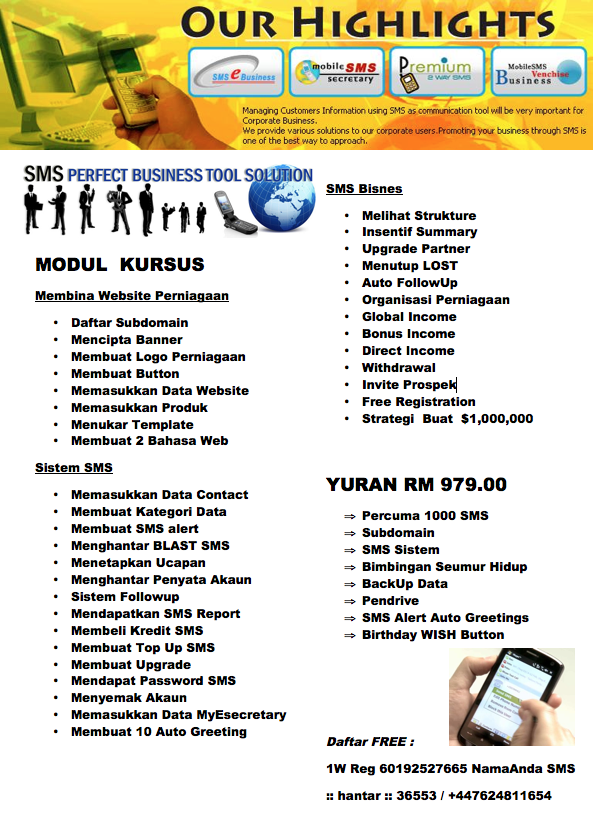 OUR HIGHLIGHTS
SMS e Business
mobile SMS secretary
Premium 2 WAY SMS
MobileSMS Venchise Business
Managing Customers Information using SMS as communication tool will be very important for
Corporate Business.
We provide various solutions to our corporate users.Promoting your business through SMS is
one of the best way to approach.
SMS PERFECT BUSINESS TOOL SOLUTION
MODUL KURSUS
Membina Website Perniagaan
• Daftar Subdomain
• Mencipta Banner
• Membuat Logo Perniagaan
• Membuat Button
• Memasukkan Data Website
• Memasukkan Produk
• Menukar Template
• Membuat 2 Bahasa Web
Sistem SMS
• Memasukkan Data Contact
• Membuat Kategori Data
• Membuat SMS alert
• Menghantar BLAST SMS
• Menetapkan Ucapan
• Menghantar Penyata Akaun
• Sistem Followup
• Mendapatkan SMS Report
• Membeli Kredit SMS
• Membuat Top Up SMS
• Membuat Upgrade
• Mendapat Password SMS
• Menyemak Akaun
• Memasukkan Data MyEsecretary
• Membuat 10 Auto Greeting
SMS Bisnes
• Melihat Strukture
• Insentif Summary
• Upgrade Partner
• Menutup LOST
• Auto FollowUp
• Organisasi Perniagaan
• Global Income
• Bonus Income
• Direct Income
• Withdrawal
• Invite Prospek
• Free Registration
• Strategi Buat $1,000,000
YURAN RM 979.00
⇒ Percuma 1000 SMS
⇒ Subdomain
⇒ SMS Sistem
⇒ Bimbingan Seumur Hidup
⇒ BackUp Data
⇒ Pendrive
⇒ SMS Alert Auto Greetings
⇒ Birthday WISH Button
Daftar FREE :
1W Reg 60192527665 NamaAnda SMS
:: hantar :: 36553 / +447624811654